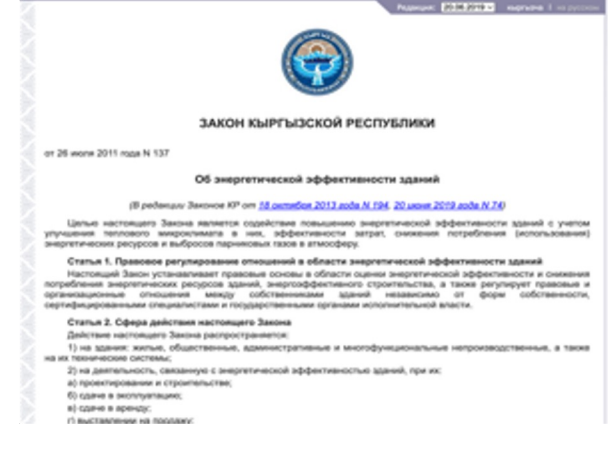 Редакция: 20.06.2019 кыргызча | на русском
ЗАКОН КЫРГЫЗСКОЙ РЕСПУБЛИКИ
от 26 июля 2011 года N 137
Об энергетической эффективности зданий
(В редакции Законов КР от 18 октября 2013 года N 194, 20 июня 2019 года N 74)
Целью настоящего Закона является содействие повышению энергетической эффективности зданий с учетом
улучшения теплового микроклимата в них, эффективности затрат, снижения потребления (использования)
энергетических ресурсов и выбросов парниковых газов в атмосферу.
Статья 1. Правовое регулирование отношений в области энергетической эффективности зданий
Настоящий Закон устанавливает правовые основы в области оценки энергетической эффективности и снижения
потребления энергетических ресурсов зданий, энергоэффективного строительства, а также регулирует правовые и
организационные отношения между собственниками зданий независимо от форм собственности,
сертифицированными специалистами и государственными органами исполнительной власти.
Статья 2. Сфера действия настоящего Закона
Действие настоящего Закона распространяется:
1) на здания: жилые, общественные, административные и многофункциональные непроизводственные, а также
на их технические системы;
2) на деятельность, связанную с энергетической эффективностью зданий, при их:
а) проектировании и строительстве;
б) сдаче в эксплуатацию;
в) сдаче в аренду;
г) выставлении на продажу;